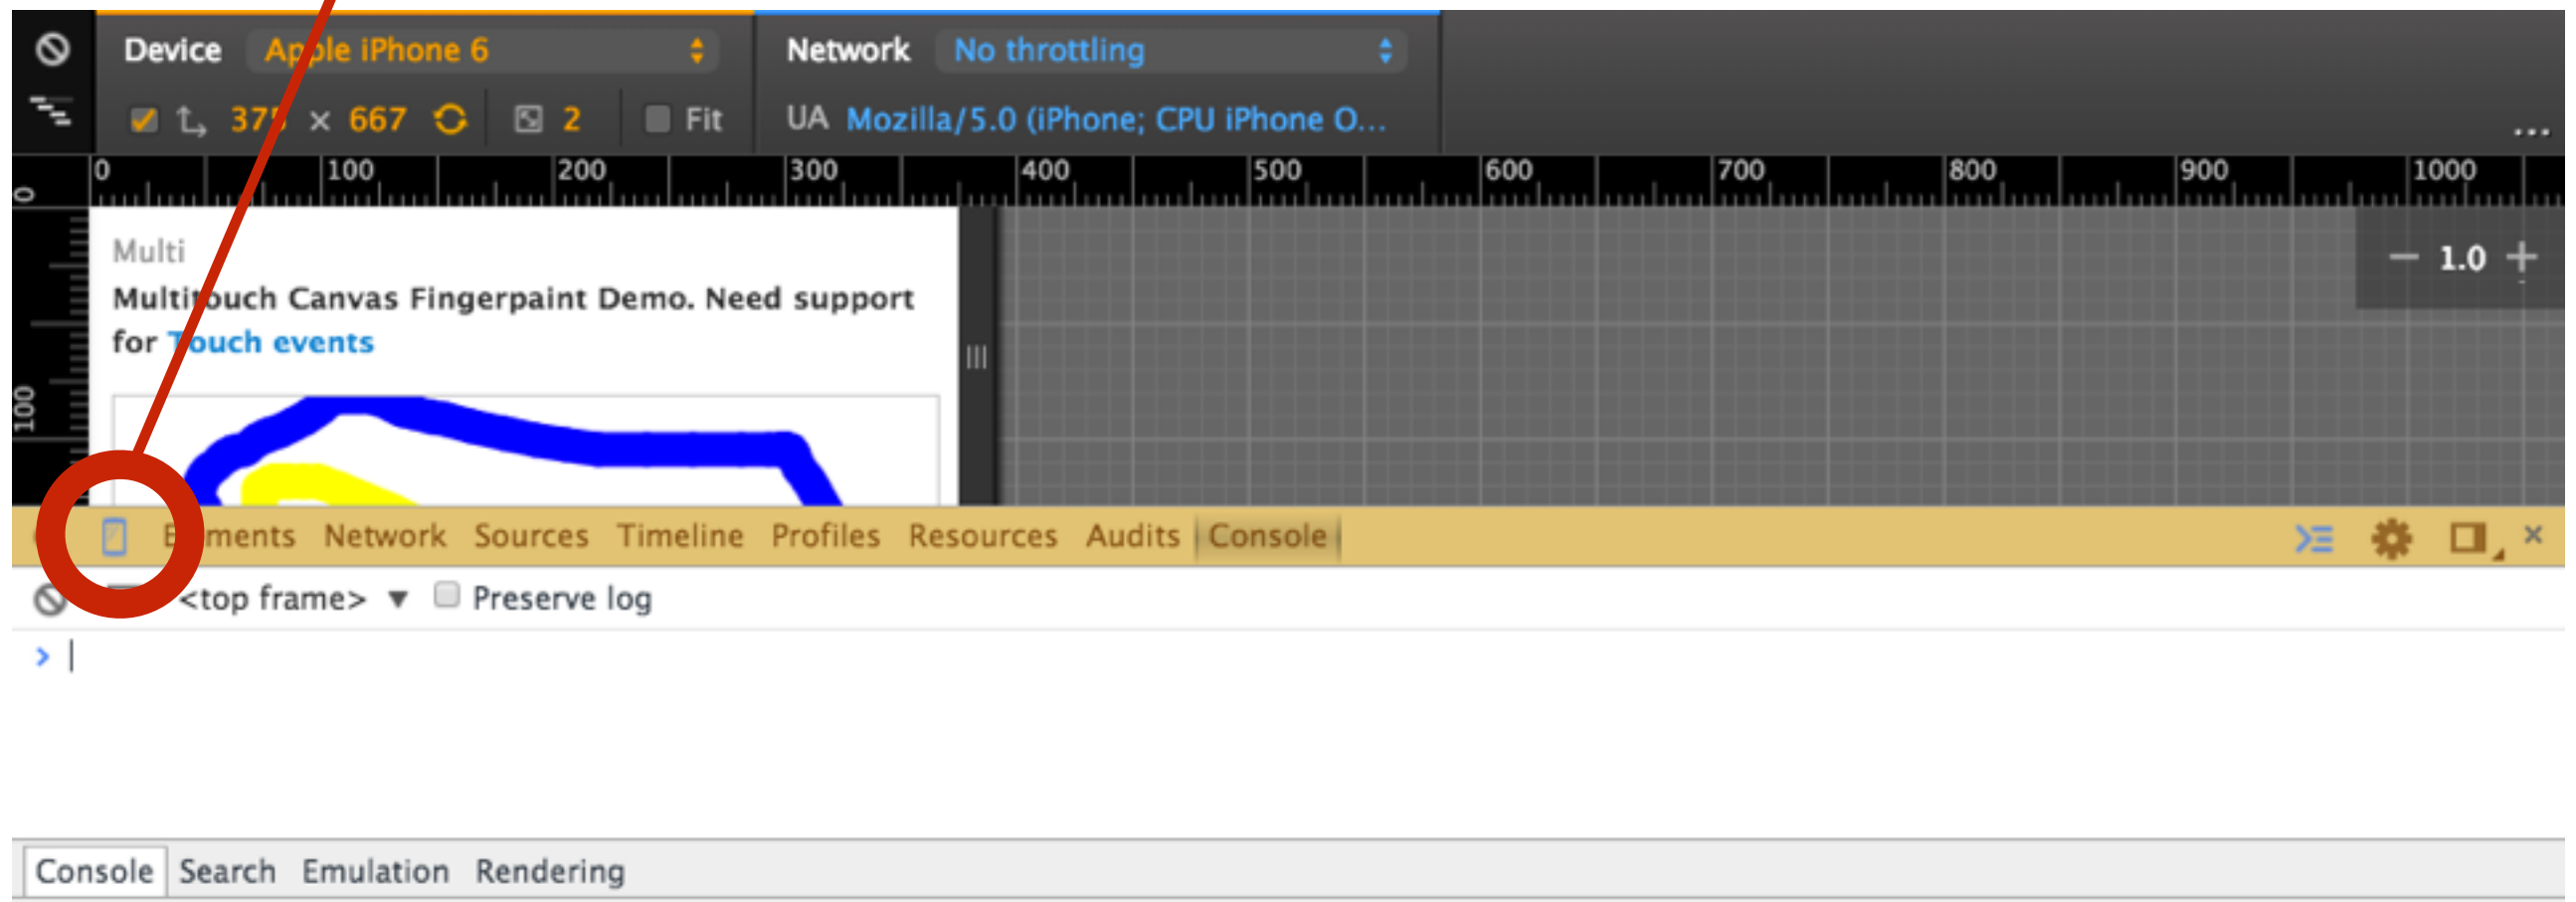 Device Apple iPhone 6 Network No throttling
375 × 667 2 Fit UA Mozilla/5.0 (iPhone; CPU iPhone O...
...
0 100 200 300 400 500 600 700 800 900 1000
0
Multi
− 1.0 +
Multitouch Canvas Fingerpaint Demo. Need support
for Touch events
100
Elements Network Sources Timeline Profiles Resources Audits Console
<top frame> ▼ Preserve log
>
Console Search Emulation Rendering